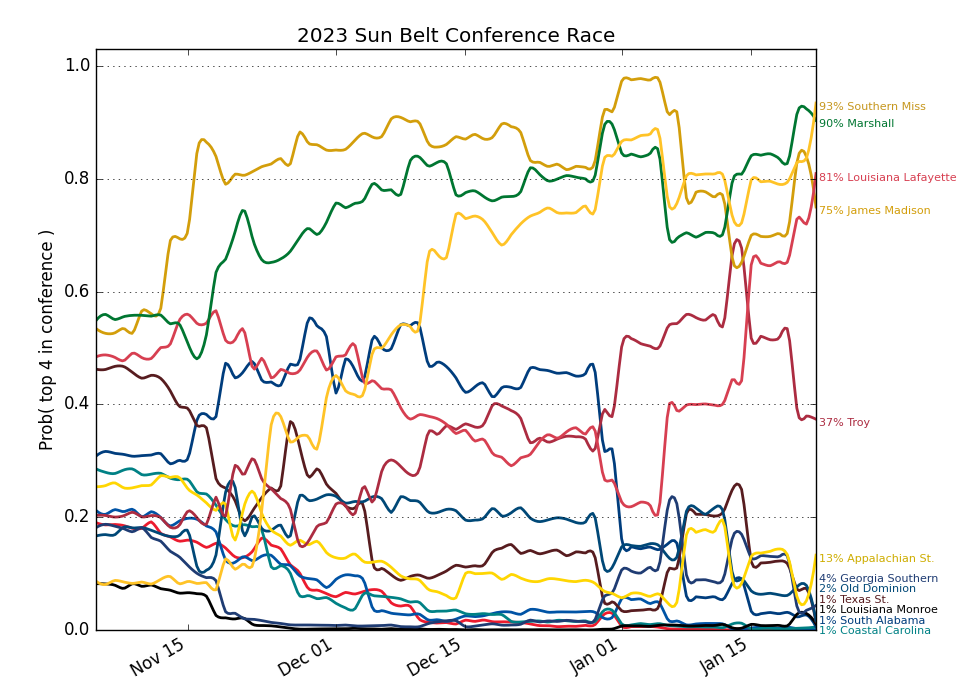 2023 Sun Belt Conference Race
Prob( top 4 in conference )
1.0
0.8
0.6
0.4
0.2
0.0
Nov 15
Dec 01
Dec 15
Jan 01
Jan 15
93% Southern Miss
90% Marshall
81% Louisiana Lafayette
75% James Madison
37% Troy
13% Appalachian St.
4% Georgia Southern
2% Old Dominion
1% Texas St.
1% Louisiana Monroe
1% South Alabama
1% Coastal Carolina